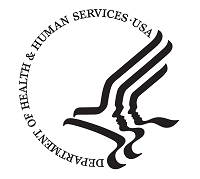 DEPARTMENT OF HEALTH & HUMAN SERVICES · USA